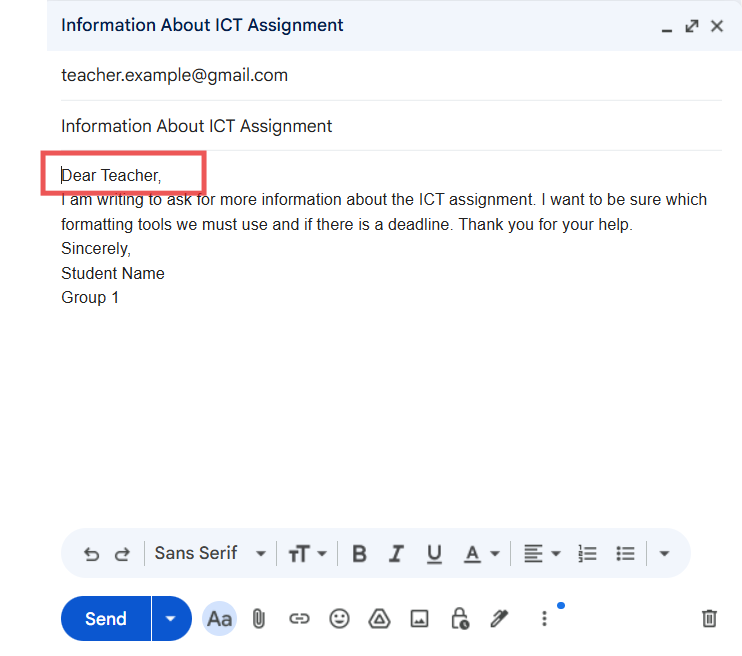 Information About ICT Assignment
teacher.example@gmail.com
Information About ICT Assignment
Dear Teacher,
I am writing to ask for more information about the ICT assignment. I want to be sure which
formatting tools we must use and if there is a deadline. Thank you for your help.
Sincerely,
Student Name
Group 1
Sans Serif TT B I U A
Send Aa